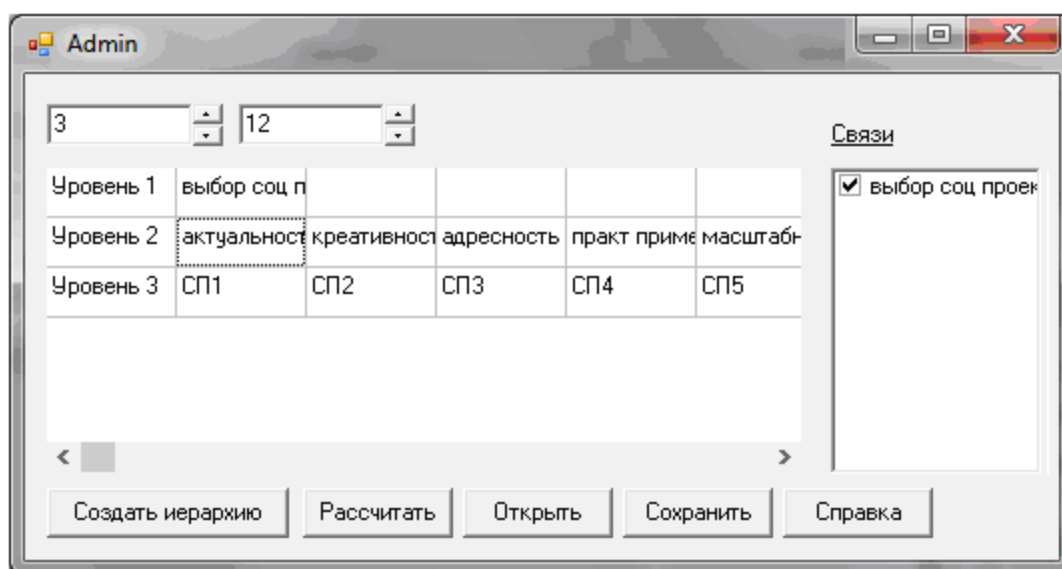 Admin
3 12
Связи
Уровень 1 выбор соц п
выбор соц проек
Уровень 2 актуальност креативност адресность практ приме масштабн
Уровень 3 СП1 СП2 СП3 СП4 СП5
Создать иерархию Рассчитать Открыть Сохранить Справка